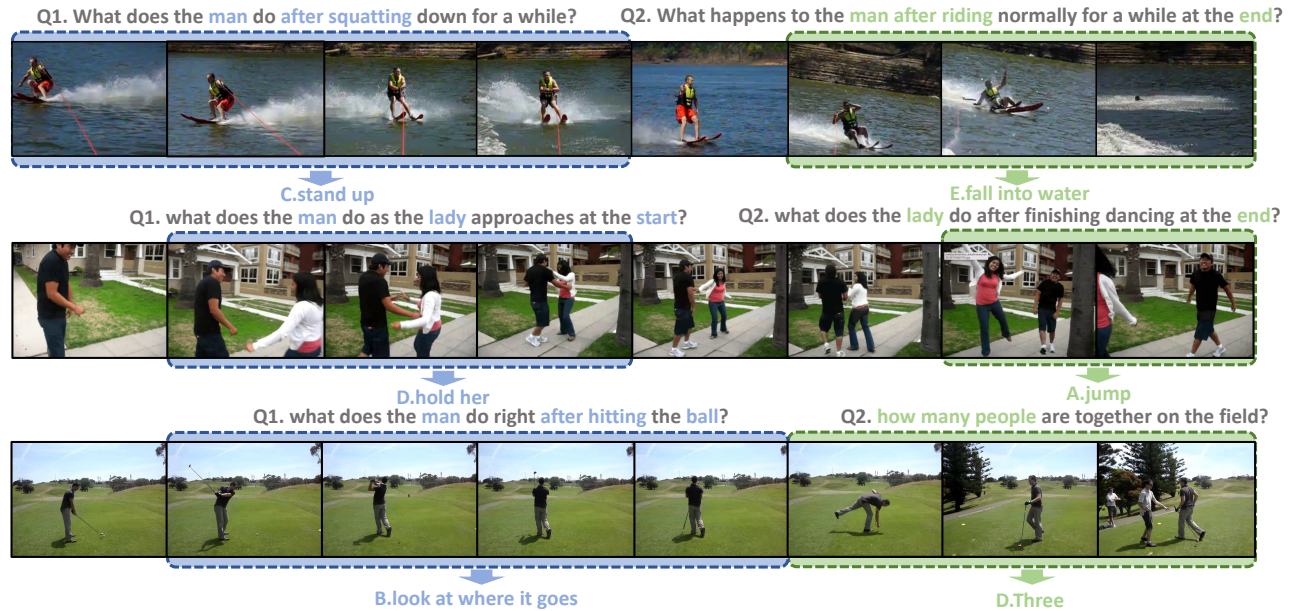 Q1. What does the man do after squatting down for a while?
Q2. What happens to the man after riding normally for a while at the end?
C.stand up
E.fall into water
Q1. what does the man do as the lady approaches at the start?
Q2. what does the lady do after finishing dancing at the end?
D.hold her
A.jump
Q1. what does the man do right after hitting the ball?
Q2. how many people are together on the field?
B.look at where it goes
D.Three